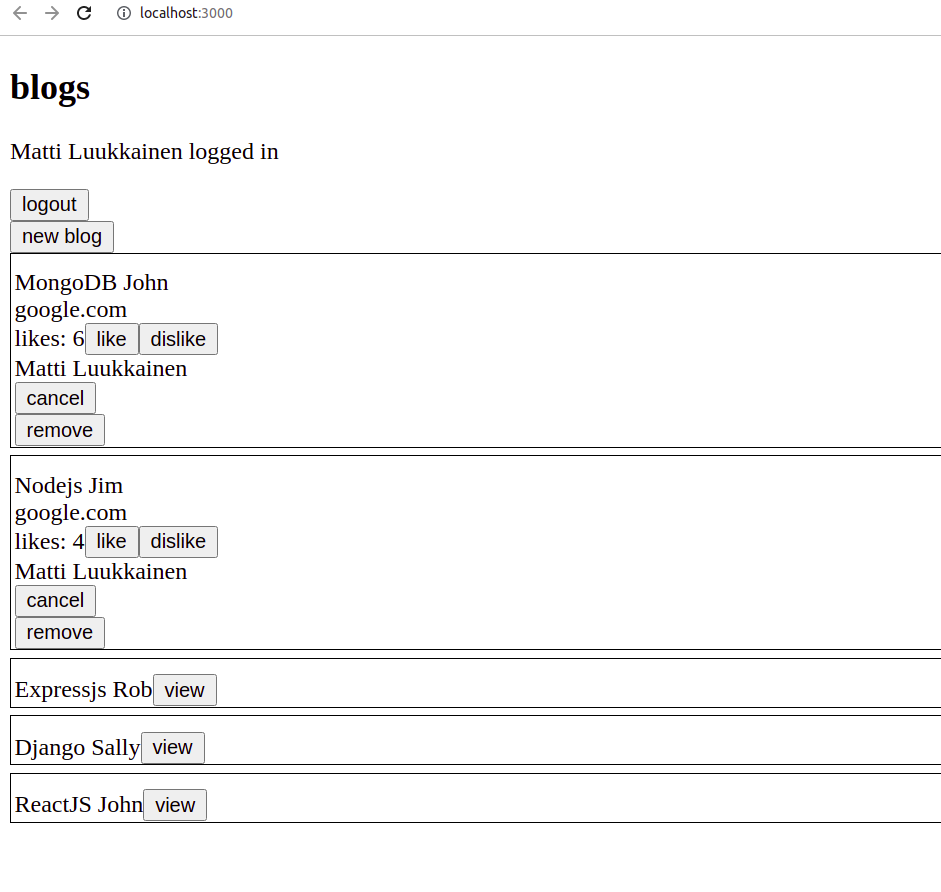 localhost:3000
blogs
Matti Luukkainen logged in
logout
new blog
MongoDB John
google.com
likes: 6 like dislike
Matti Luukkainen
cancel
remove
Nodejs Jim
google.com
likes: 4 like dislike
Matti Luukkainen
cancel
remove
Expressjs Rob view
Django Sally view
ReactJS John view